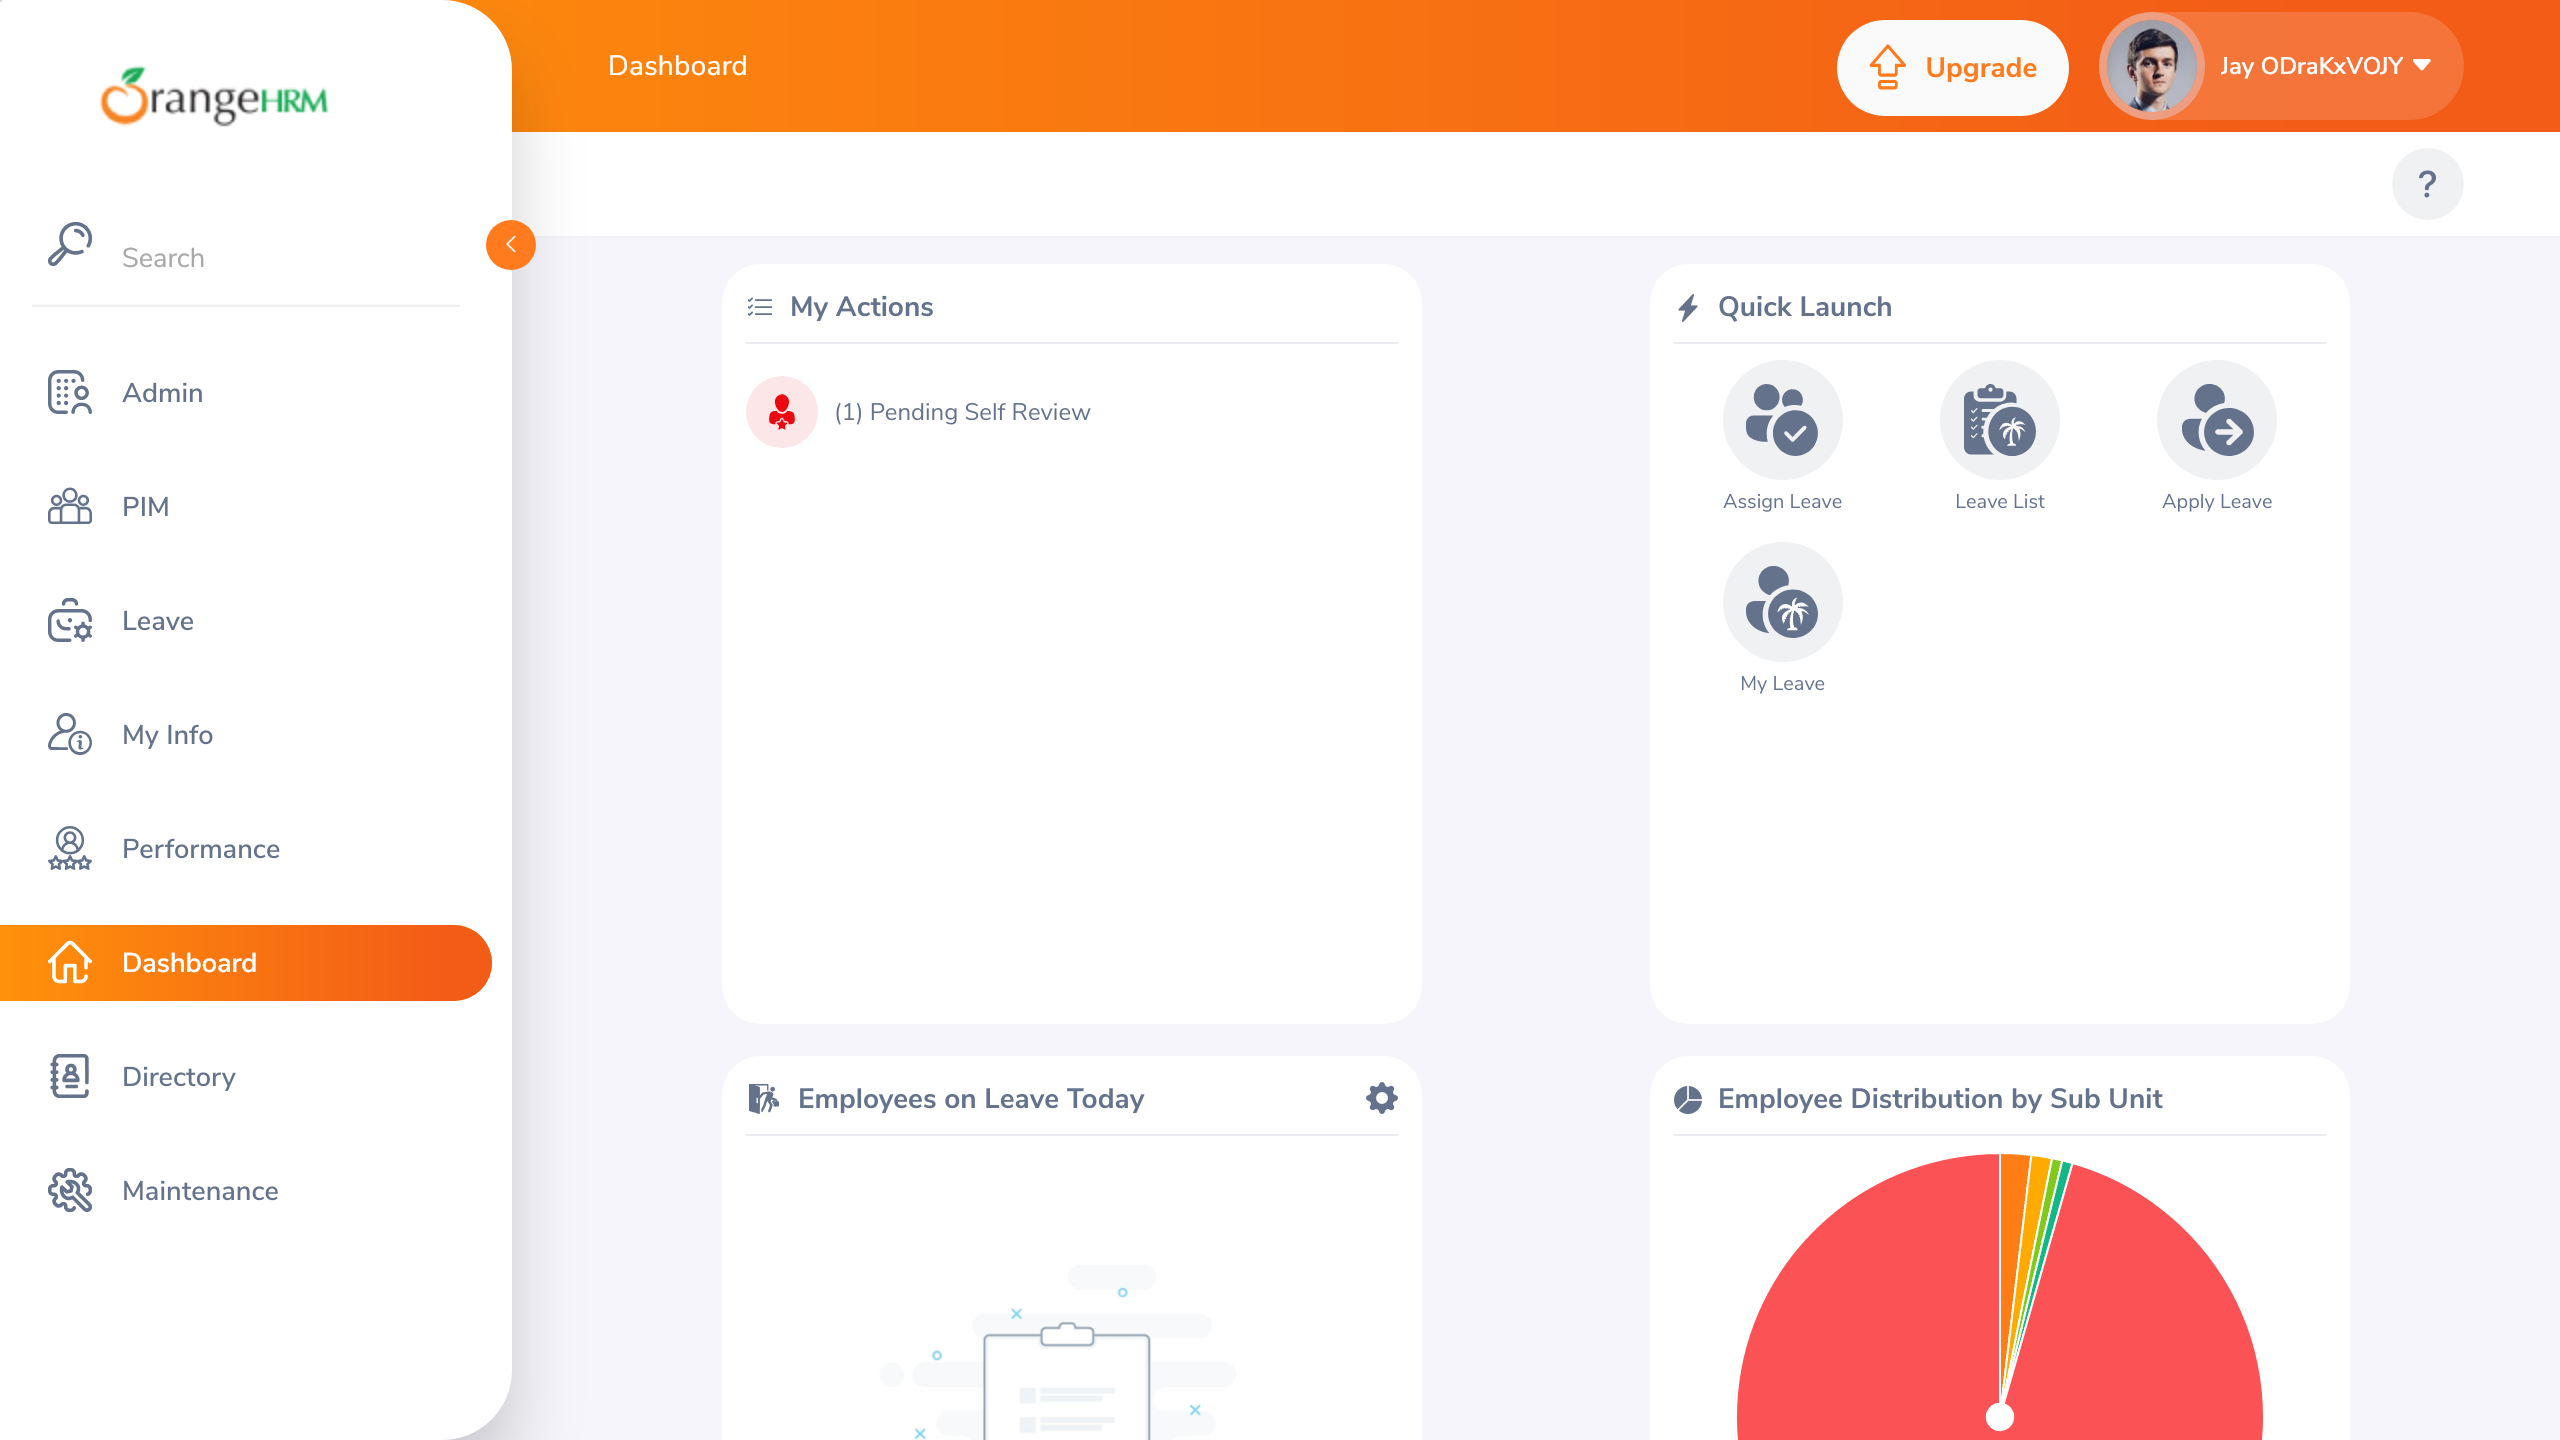 OrangeHRM
Search
Admin
PIM
Leave
My Info
Performance
Dashboard
Directory
Maintenance
Dashboard
Upgrade
Jay ODraKxVOJY
?
My Actions
(1) Pending Self Review
Quick Launch
Assign Leave
Leave List
Apply Leave
My Leave
Employees on Leave Today
Employee Distribution by Sub Unit